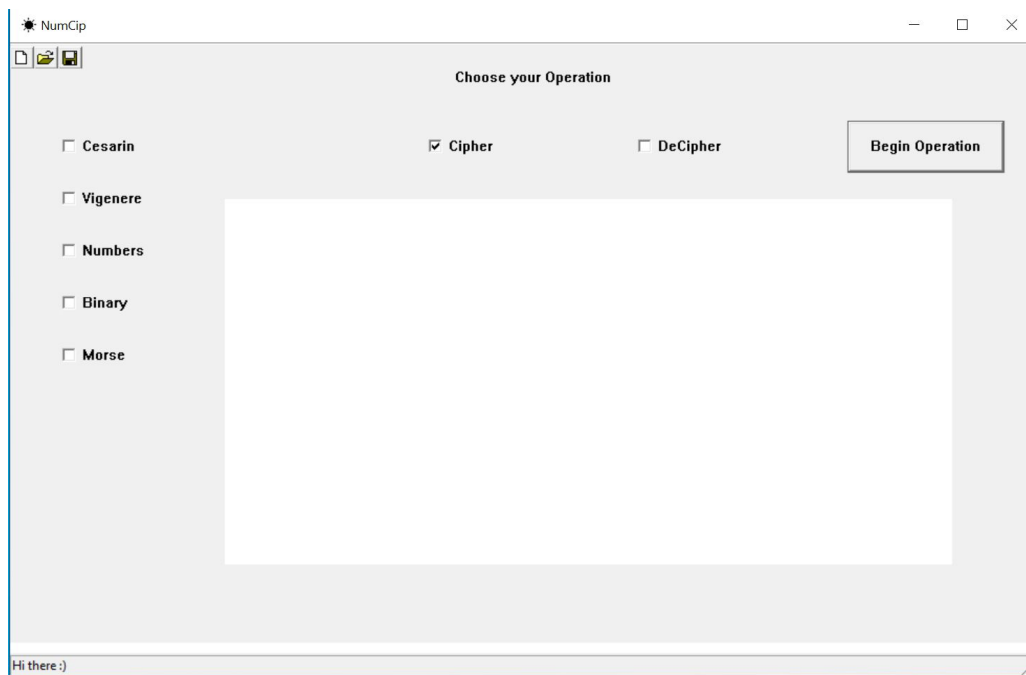 NumCip
Choose your Operation
Cesarin
Cipher
DeCipher
Begin Operation
Vigenere
Numbers
Binary
Morse
Hi there :)